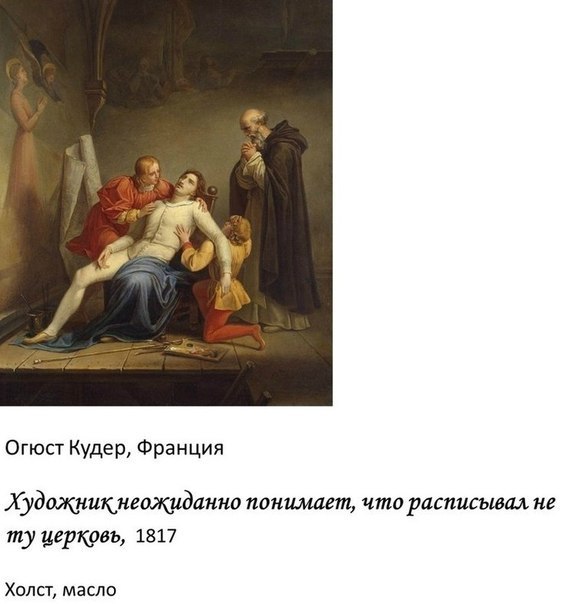 Огюст Кудер, Франция
Художник неожиданно понимает, что расписывал не
ту церковь, 1817
Холст, масло